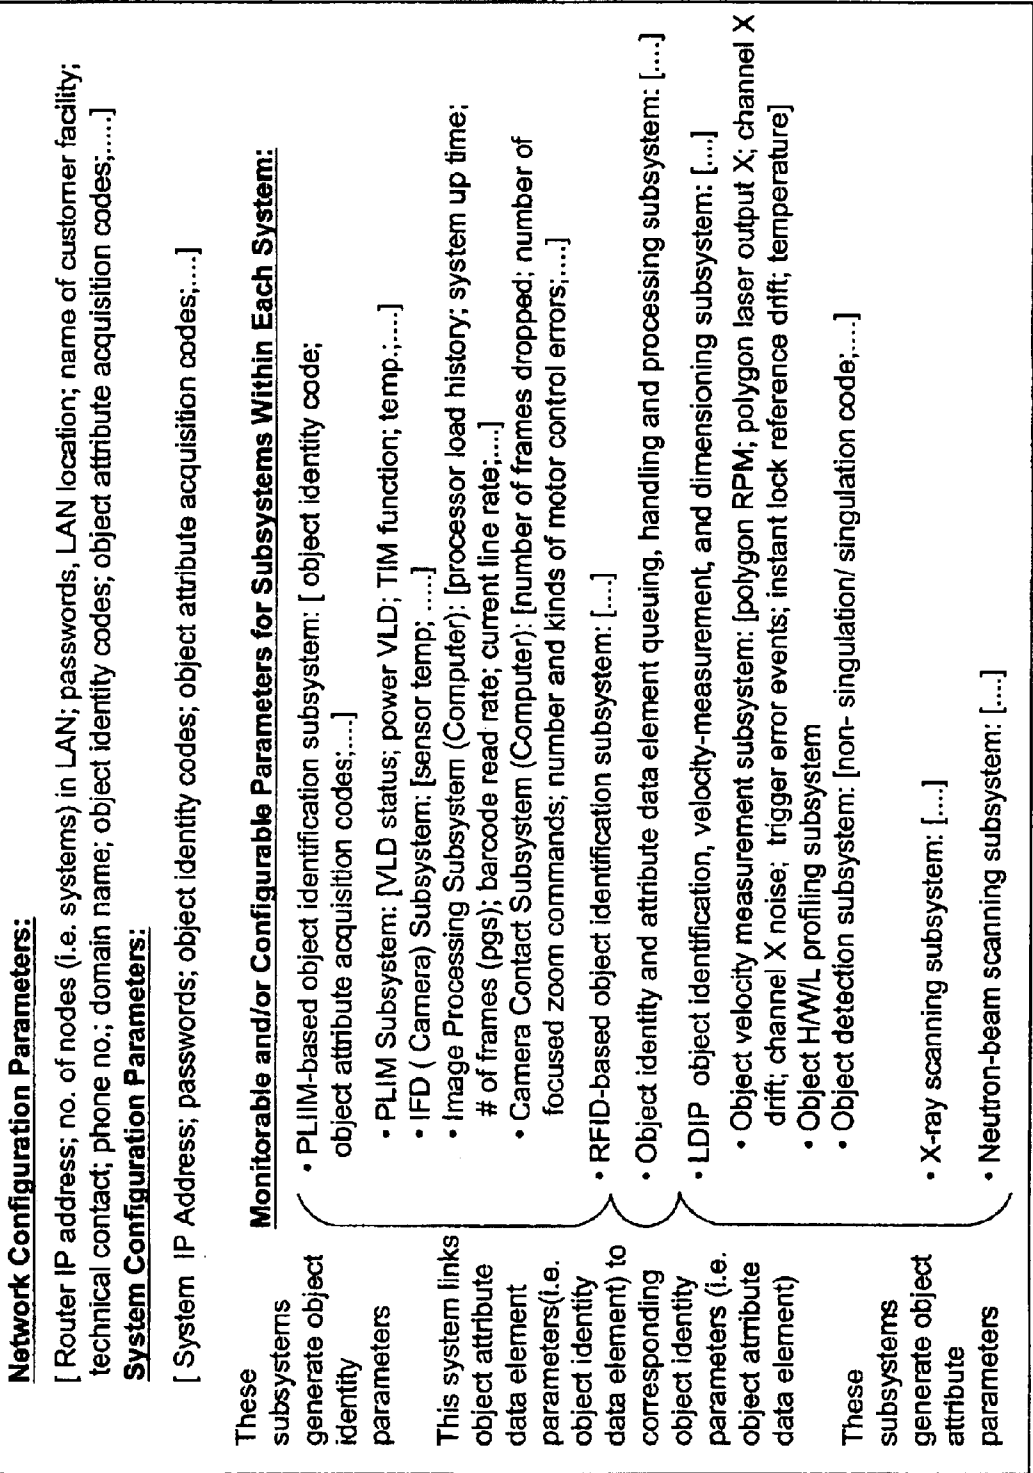 Network Configuration Parameters:
[ Router IP address; no. of nodes (i.e. systems) in LAN; passwords, LAN location; name of customer facility;
technical contact; phone no.; domain name; object identity codes; object attribute acquisition codes;.....]
System Configuration Parameters:
[ System IP Address; passwords; object identity codes; object attribute acquisition codes;....]
Monitorable and/or Configurable Parameters for Subsystems Within Each System:
These
subsystems
generate object
identity
parameters
• PLIIM-based object identification subsystem: [ object identity code;
object attribute acquisition codes;....]
• PLIM Subsystem: [VLD status; power VLD; TIM function; temp.;....]
• IFD ( Camera) Subsystem: [sensor temp; .....]
• Image Processing Subsystem (Computer): [processor load history; system up time;
# of frames (pgs); barcode read rate; current line rate;....]
• Camera Contact Subsystem (Computer): [number of frames dropped; number of
focused zoom commands; number and kinds of motor control errors;....]
• RFID-based object identification subsystem: [....]
This system links
object attribute
data element
parameters(i.e.
object identity
data element) to
corresponding
object identity
parameters (i.e.
object atmribute
data element)
• Object identity and attribute data element queuing, handling and processing subsystem: [....]
These
subsystems
generate object
attribute
parameters
• LDIP object identification, velocity-measurement, and dimensioning subsystem: [....]
• Object velocity measurement subsystem: [polygon RPM; polygon laser output X; channel X
drift; channel X noise; trigger error events; instant lock reference drift; temperature]
• Object H/W/L profiling subsystem
• Object detection subsystem: [non- singulation/ singulation code;....]
• X-ray scanning subsystem: [....]
• Neutron-beam scanning subsystem: [....]